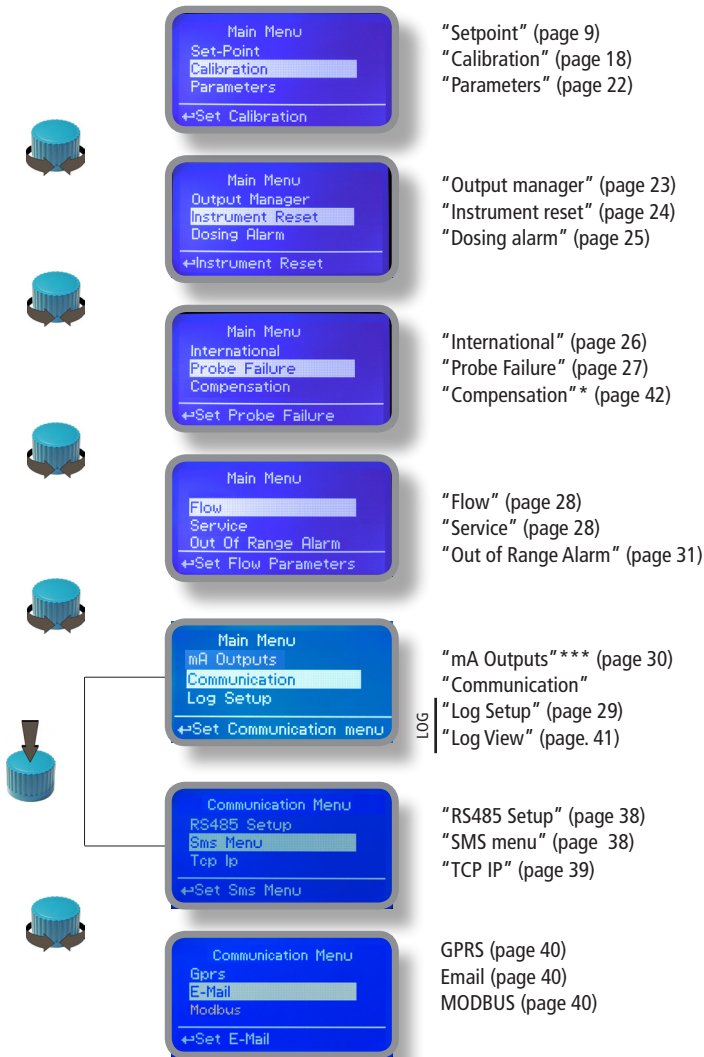 Main Menu
Set-Point
Calibration
Parameters
↵Set Calibration
"Setpoint" (page 9)
"Calibration" (page 18)
"Parameters" (page 22)
Main Menu
Output Manager
Instrument Reset
Dosing Alarm
↵Instrument Reset
"Output manager" (page 23)
"Instrument reset" (page 24)
"Dosing alarm" (page 25)
Main Menu
International
Probe Failure
Compensation
↵Set Probe Failure
"International" (page 26)
"Probe Failure" (page 27)
"Compensation"* (page 42)
Main Menu
Flow
Service
Out Of Range Alarm
↵Set Flow Parameters
"Flow" (page 28)
"Service" (page 28)
"Out of Range Alarm" (page 31)
Main Menu
mA Outputs
Communication
Log Setup
↵Set Communication menu
"mA Outputs"*** (page 30)
"Communication"
LOG
"Log Setup" (page 29)
"Log View" (page. 41)
Communication Menu
RS485 Setup
Sms Menu
Tcp Ip
↵Set Sms Menu
"RS485 Setup" (page 38)
"SMS menu" (page 38)
"TCP IP" (page 39)
Communication Menu
Gprs
E-Mail
Modbus
↵Set E-Mail
GPRS (page 40)
Email (page 40)
MODBUS (page 40)